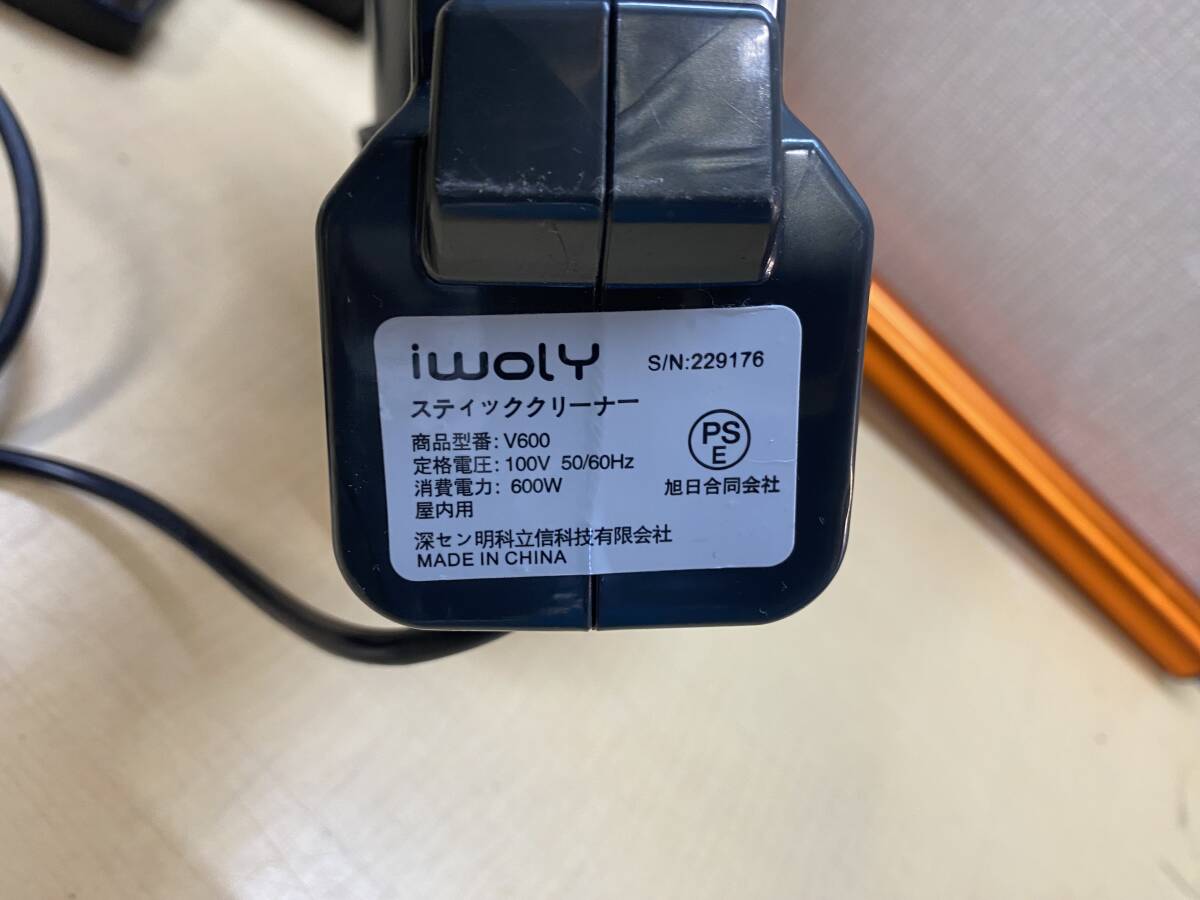 iwoly
S/N:229176
スティッククリーナー
商品型番: V600
定格電圧: 100V 50/60Hz
消費電力: 600W
屋内用
PS
E
旭日合同会社
深セン明科立信科技有限会社
MADE IN CHINA